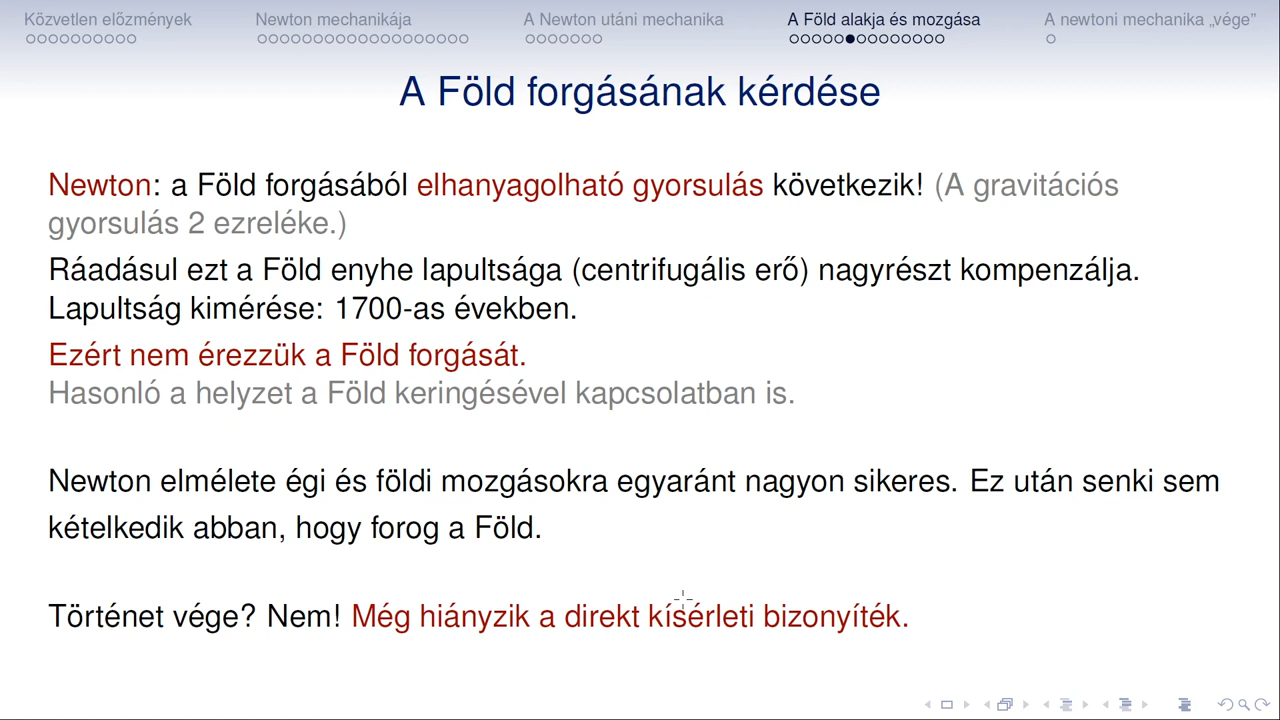 Közvetlen előzmények
Newton mechanikája
A Newton utáni mechanika
A Föld alakja és mozgása
A newtoni mechanika „vége”
A Föld forgásának kérdése
Newton: a Föld forgásából elhanyagolható gyorsulás következik! (A gravitációs
gyorsulás 2 ezreléke.)
Ráadásul ezt a Föld enyhe lapultsága (centrifugális erő) nagyrészt kompenzálja.
Lapultság kimérése: 1700-as években.
Ezért nem érezzük a Föld forgását.
Hasonló a helyzet a Föld keringésével kapcsolatban is.
Newton elmélete égi és földi mozgásokra egyaránt nagyon sikeres. Ez után senki sem
kételkedik abban, hogy forog a Föld.
Történet vége? Nem! Még hiányzik a direkt kísérleti bizonyíték.